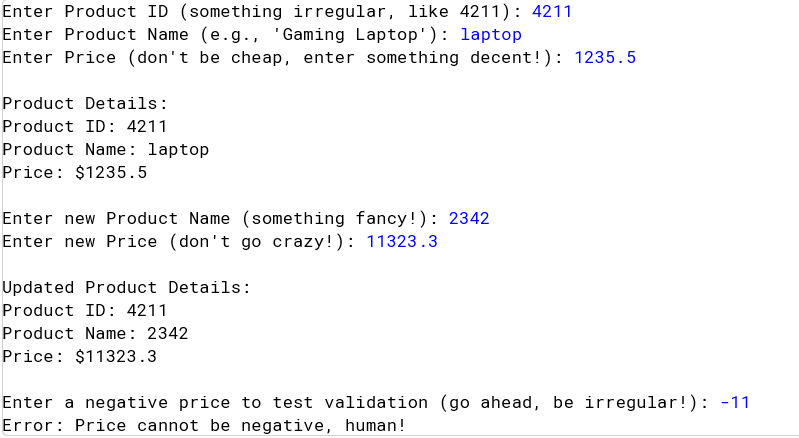 Enter Product ID (something irregular, like 4211): 4211
Enter Product Name (e.g., 'Gaming Laptop'): laptop
Enter Price (don't be cheap, enter something decent!): 1235.5
Product Details:
Product ID: 4211
Product Name: laptop
Price: $1235.5
Enter new Product Name (something fancy!): 2342
Enter new Price (don't go crazy!): 11323.3
Updated Product Details:
Product ID: 4211
Product Name: 2342
Price: $11323.3
Enter a negative price to test validation (go ahead, be irregular!): -11
Error: Price cannot be negative, human!